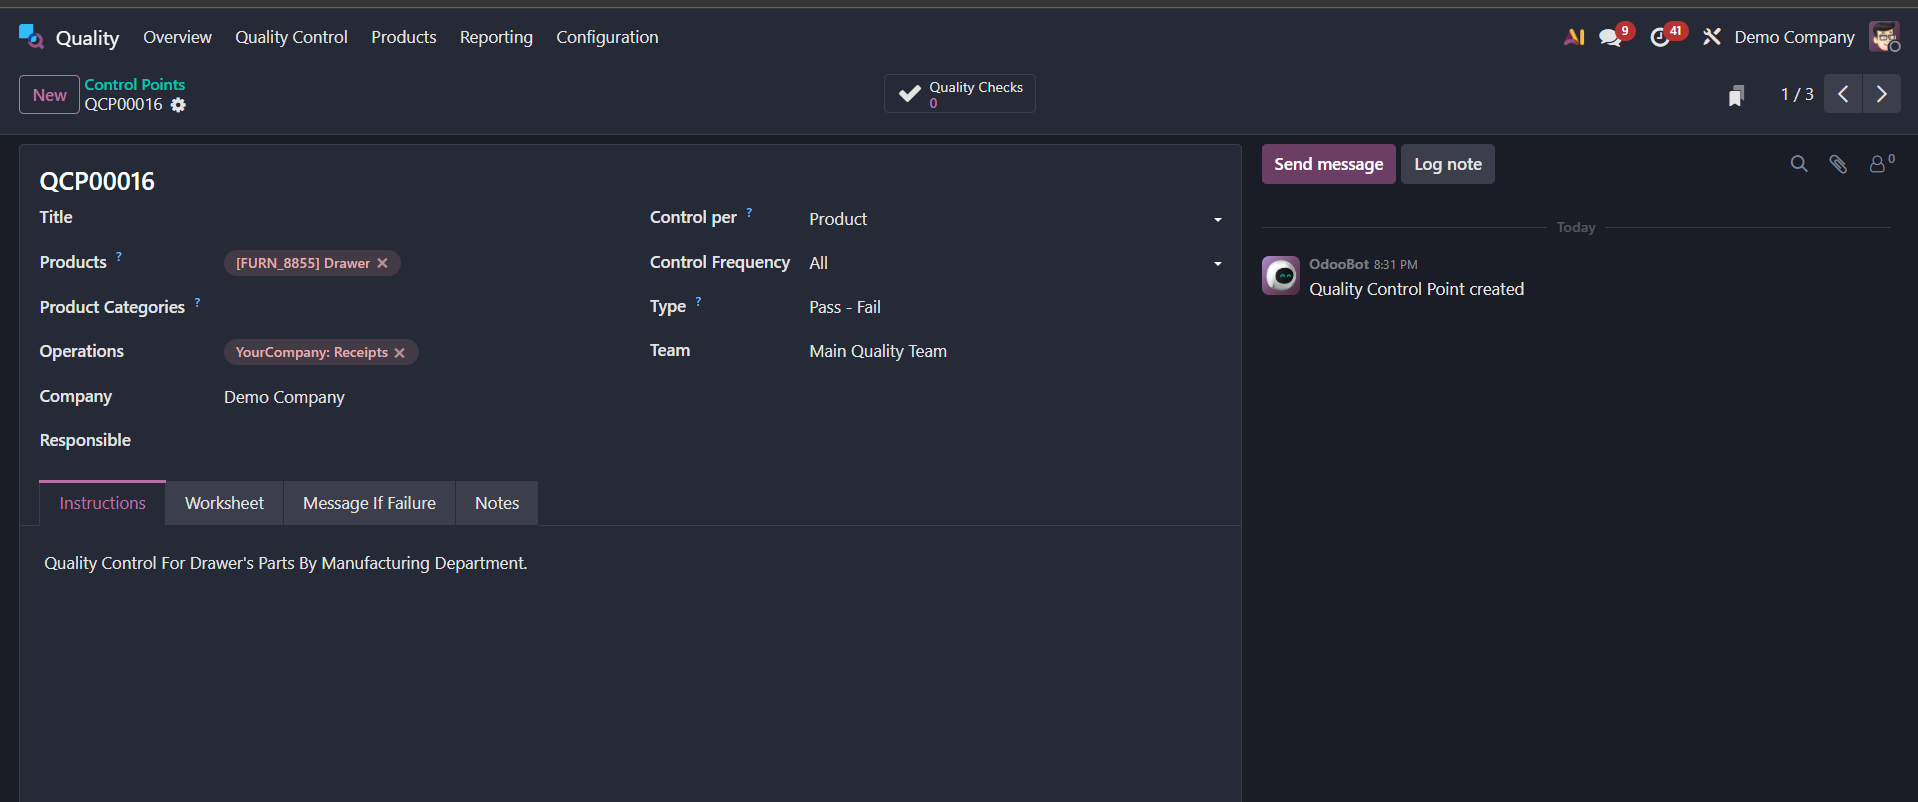 Quality Overview Quality Control Products Reporting Configuration 9 41 Demo Company
New Control Points
QCP00016
Quality Checks
0
1 / 3
QCP00016
Title
Products ? [FURN_8855] Drawer ×
Product Categories ?
Operations YourCompany: Receipts ×
Company Demo Company
Responsible
Control per ? Product
Control Frequency All
Type ? Pass - Fail
Team Main Quality Team
Instructions Worksheet Message If Failure Notes
Quality Control For Drawer's Parts By Manufacturing Department.
Send message Log note 0
Today
OdooBot 8:31 PM
Quality Control Point created